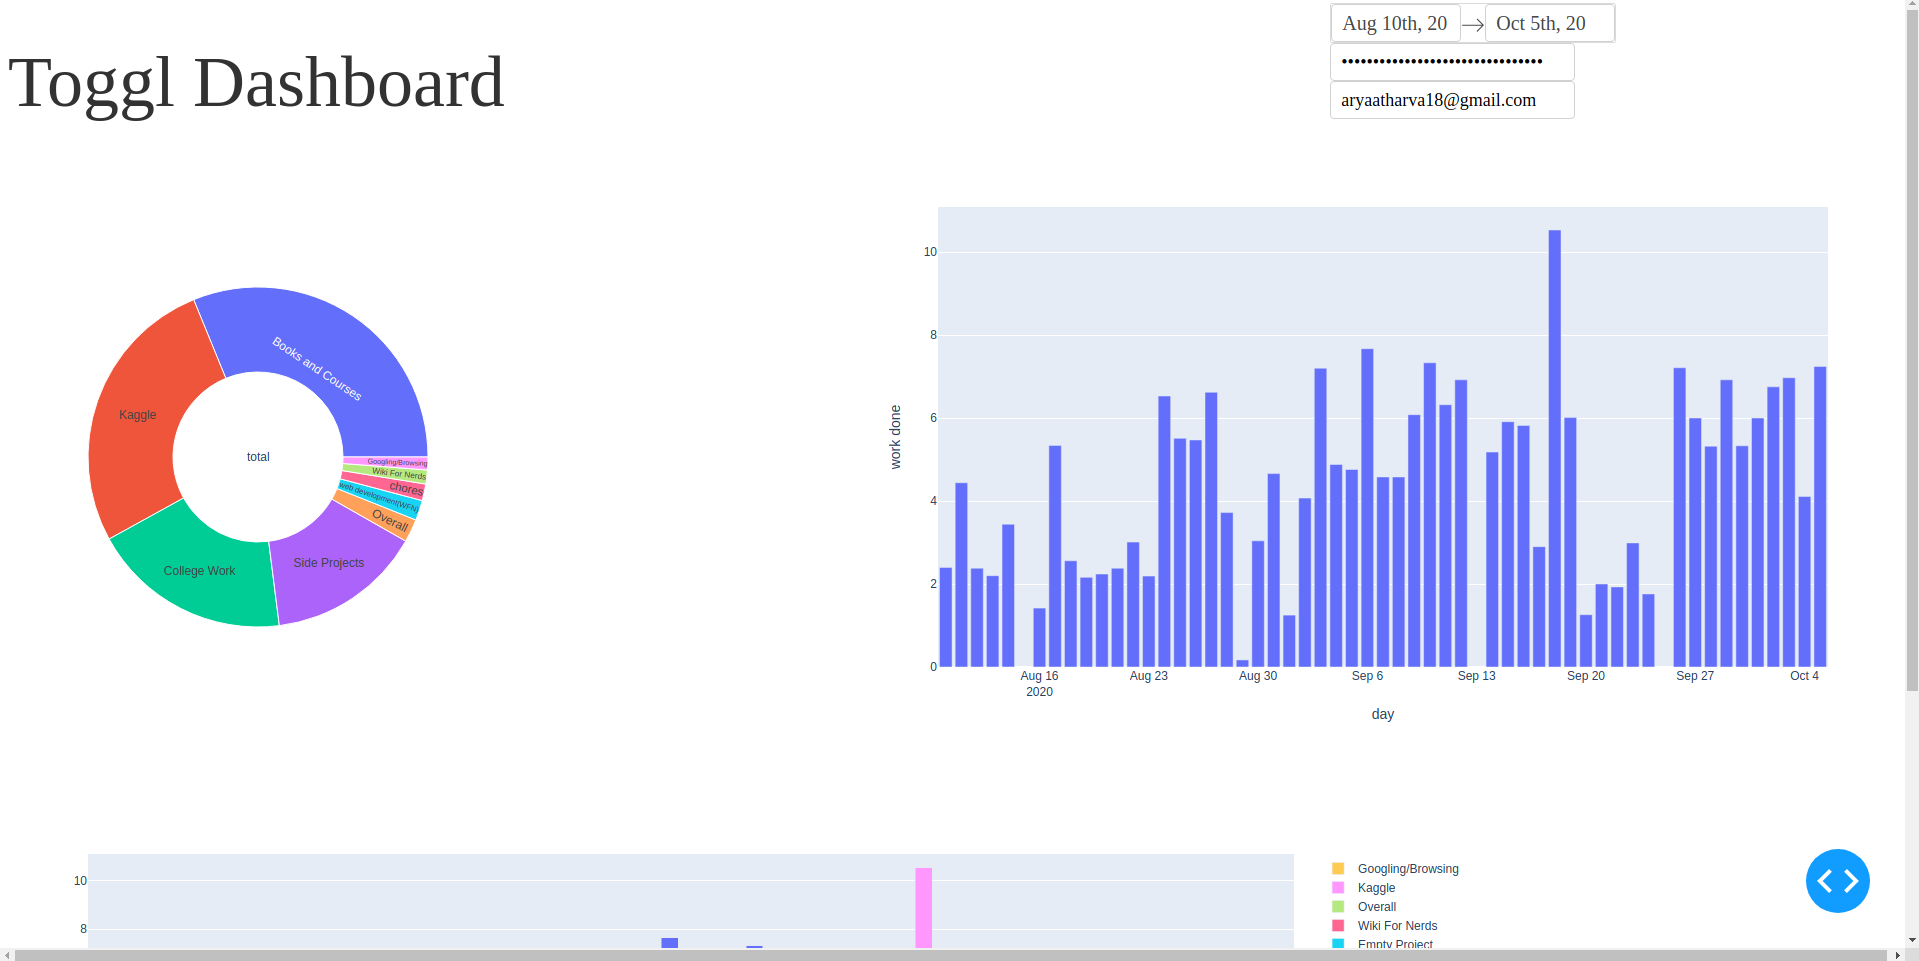 Toggl Dashboard
Aug 10th, 20
Oct 5th, 20
••••••••••••••••••••••••••••••••
aryaatharva18@gmail.com
Books and Courses
Kaggle
total
Googling/Browsing
Wiki For Nerds
chores
web development(WFN)
Overall
Side Projects
College Work
10
8
6
4
2
0
work done
Aug 16
2020
Aug 23
Aug 30
Sep 6
Sep 13
Sep 20
Sep 27
Oct 4
day
10
8
Googling/Browsing
Kaggle
Overall
Wiki For Nerds
Empty Project